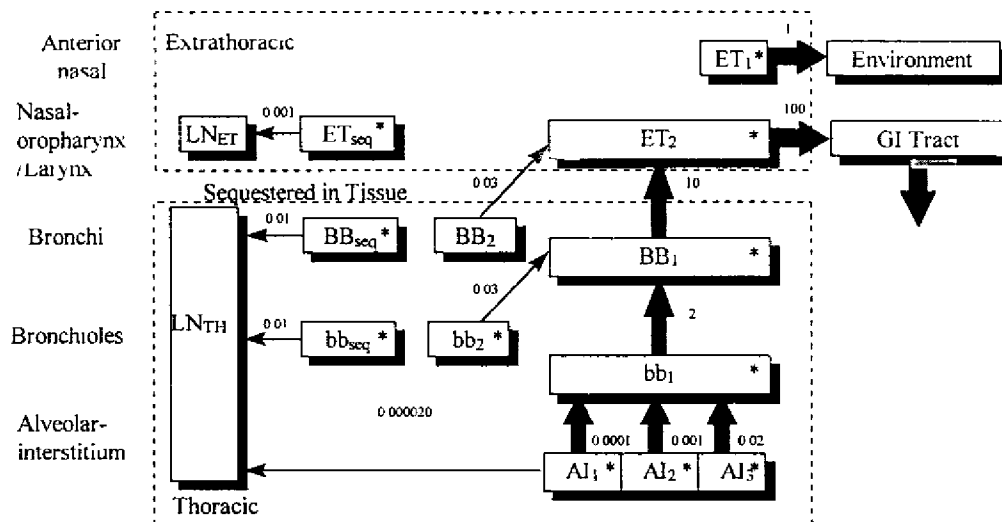 Anterior nasal
Extrathoracic
1
ET1 *
Environment
Nasal-oropharynx /Larynx
0 001
LNET
ETseq *
ET2 *
100
GI Tract
Sequestered in Tissue
0 03
10
Bronchi
0 01
BBseq *
BB2
BB1 *
0 03
LNTH
Bronchioles
0 01
bbseq *
bb2 *
2
bb1 *
0 000020
Alveolar-interstitium
0 0001
0 001
0 02
AI1 *
AI2 *
AI3 *
Thoracic